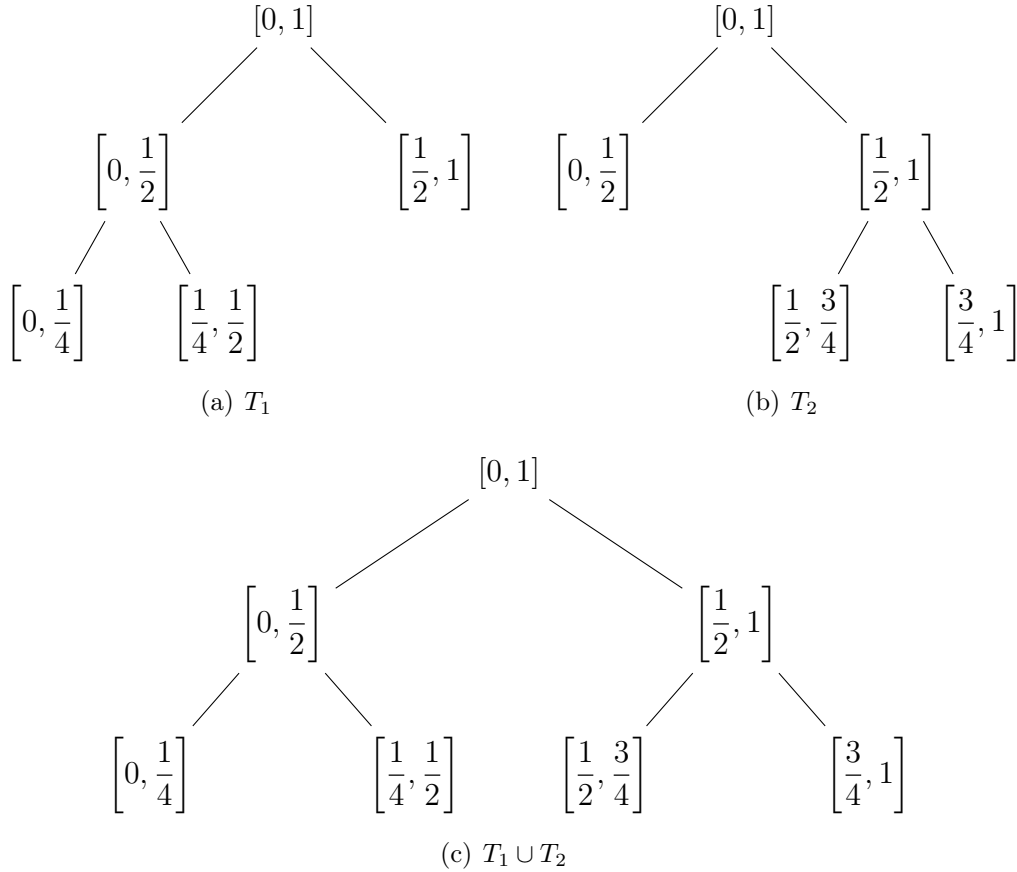 [0, 1] [0, 1]
[0, 1/2] [1/2, 1] [0, 1/2] [1/2, 1]
[0, 1/4] [1/4, 1/2] [1/2, 3/4] [3/4, 1]
(a) T₁ (b) T₂
[0, 1]
[0, 1/2] [1/2, 1]
[0, 1/4] [1/4, 1/2] [1/2, 3/4] [3/4, 1]
(c) T₁ ∪ T₂